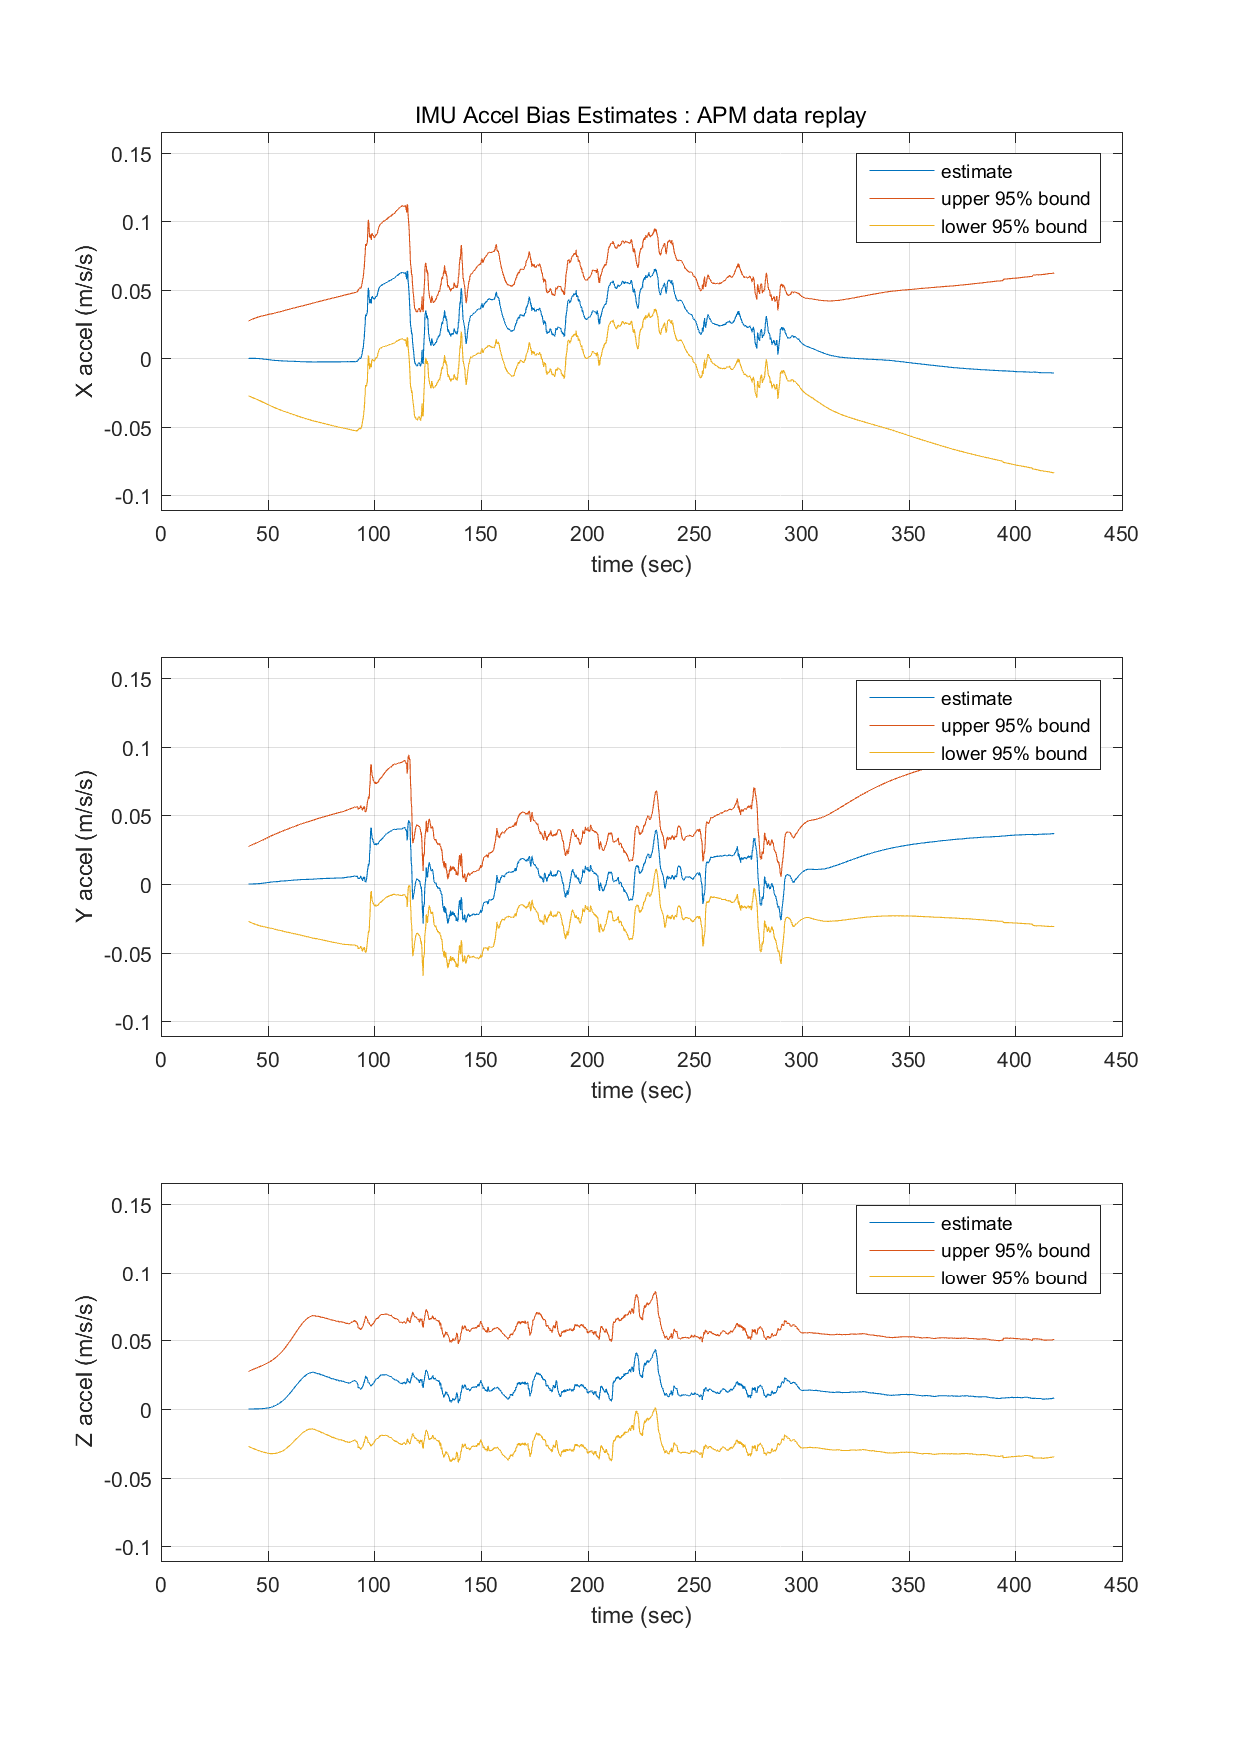 IMU Accel Bias Estimates : APM data replay
0.15
0.1
0.05
0
-0.05
-0.1
X accel (m/s/s)
estimate
upper 95% bound
lower 95% bound
0 50 100 150 200 250 300 350 400 450
time (sec)
0.15
0.1
0.05
0
-0.05
-0.1
Y accel (m/s/s)
estimate
upper 95% bound
lower 95% bound
0 50 100 150 200 250 300 350 400 450
time (sec)
0.15
0.1
0.05
0
-0.05
-0.1
Z accel (m/s/s)
estimate
upper 95% bound
lower 95% bound
0 50 100 150 200 250 300 350 400 450
time (sec)